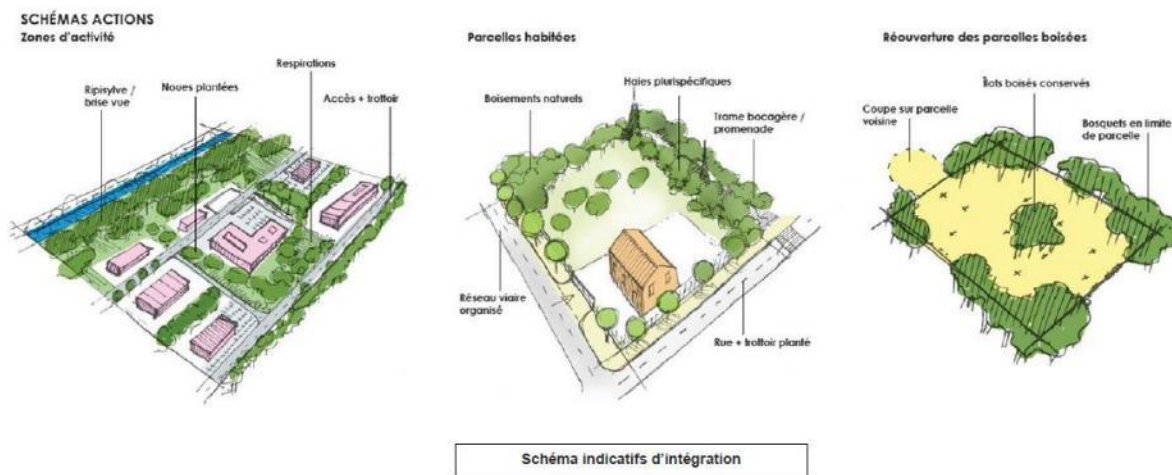 SCHÉMAS ACTIONS
Zones d'activité
Ripisylve /
brise vue
Noues plantées
Respirations
Accès + trottoir
Parcelles habitées
Boisements naturels
Haies plurispécifiques
Trame bocagère /
promenade
Réseau viaire
organisé
Rue + trottoir planté
Réouverture des parcelles boisées
Coupe sur parcelle
voisine
Îlots boisés conservés
Bosquets en limite
de parcelle
Schéma indicatifs d'intégration